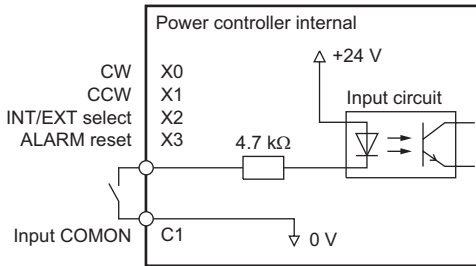 Power controller internal
+24 V
CW X0
CCW X1
INT/EXT select X2
ALARM reset X3
Input circuit
4.7 kΩ
Input COMON C1
0 V